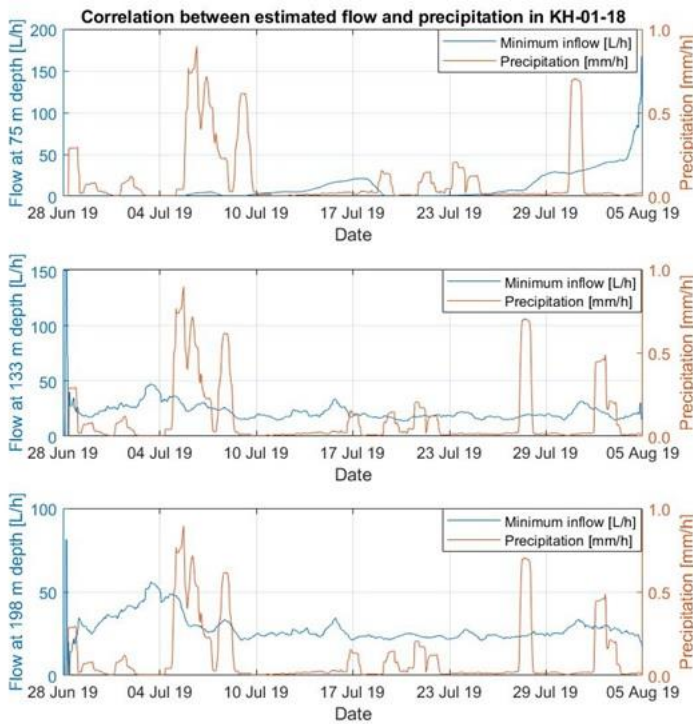 Correlation between estimated flow and precipitation in KH-01-18
Flow at 75 m depth [L/h]
200
150
100
50
0
Minimum inflow [L/h]
Precipitation [mm/h]
1.0
0.5
0.0
Precipitation [mm/h]
28 Jun 19 04 Jul 19 10 Jul 19 17 Jul 19 23 Jul 19 29 Jul 19 05 Aug 19
Date
Flow at 133 m depth [L/h]
150
100
50
0
Minimum inflow [L/h]
Precipitation [mm/h]
1.0
0.5
0.0
Precipitation [mm/h]
28 Jun 19 04 Jul 19 10 Jul 19 17 Jul 19 23 Jul 19 29 Jul 19 05 Aug 19
Date
Flow at 198 m depth [L/h]
100
50
0
Minimum inflow [L/h]
Precipitation [mm/h]
1.0
0.5
0.0
Precipitation [mm/h]
28 Jun 19 04 Jul 19 10 Jul 19 17 Jul 19 23 Jul 19 29 Jul 19 05 Aug 19
Date